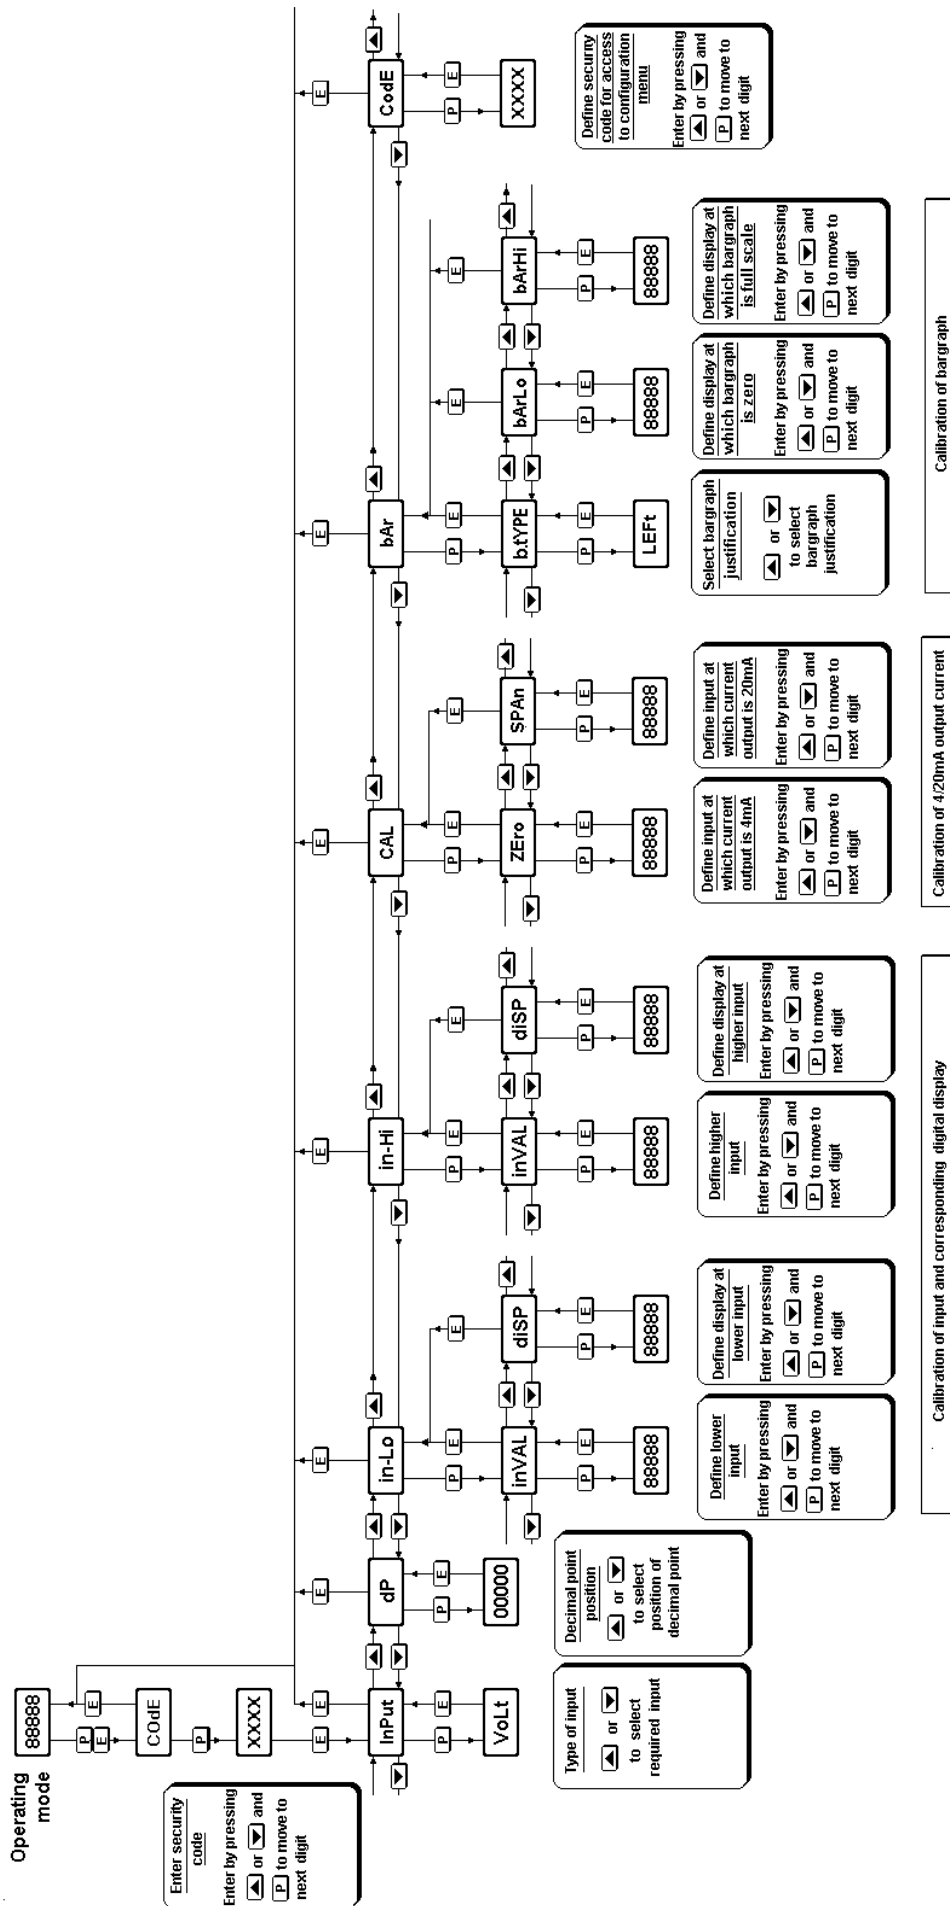 Operating
mode
88888
P
E
E
COdE
P
XXXX
E
Enter security
code
Enter by pressing
▲ or ▼ and
P to move to
next digit
E
InPut
P
E
VoLt
Type of input
▲ or ▼
to select
required input
E
dP
P
E
00000
Decimal point
position
▲ or ▼
to select
position of
decimal point
E
in-Lo
P
E
E
inVAL
diSP
P
E
P
E
88888
88888
Define lower
input
Enter by pressing
▲ or ▼ and
P to move to
next digit
Define display at
lower input
Enter by pressing
▲ or ▼ and
P to move to
next digit
E
in-Hi
P
E
E
inVAL
diSP
P
E
P
E
88888
88888
Define higher
input
Enter by pressing
▲ or ▼ and
P to move to
next digit
Define display at
higher input
Enter by pressing
▲ or ▼ and
P to move to
next digit
Calibration of input and corresponding digital display
E
CAL
P
E
E
ZEro
SPAn
P
E
P
E
88888
88888
Define input at
which current
output is 4mA
Enter by pressing
▲ or ▼ and
P to move to
next digit
Define input at
which current
output is 20mA
Enter by pressing
▲ or ▼ and
P to move to
next digit
Calibration of 4/20mA output current
E
bAr
P
E
E
E
b.tYPE
bArLo
bArHi
P
E
P
E
P
E
LEFt
88888
88888
Select bargraph
justification
▲ or ▼
to select
bargraph
justification
Define display at
which bargraph
is zero
Enter by pressing
▲ or ▼ and
P to move to
next digit
Define display at
which bargraph
is full scale
Enter by pressing
▲ or ▼ and
P to move to
next digit
Calibration of bargraph
E
CodE
P
E
XXXX
Define securny
code for access
to configuration
menu
Enter by pressing
▲ or ▼ and
P to move to
next digit